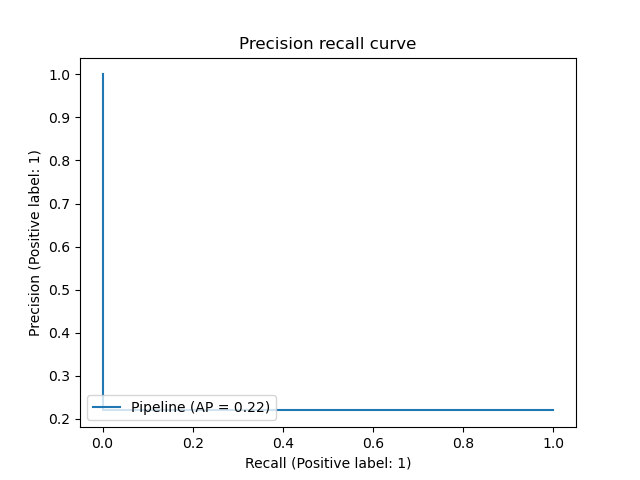 Precision recall curve
1.0
0.9
0.8
0.7
0.6
0.5
0.4
0.3
0.2
Precision (Positive label: 1)
Pipeline (AP = 0.22)
0.0 0.2 0.4 0.6 0.8 1.0
Recall (Positive label: 1)